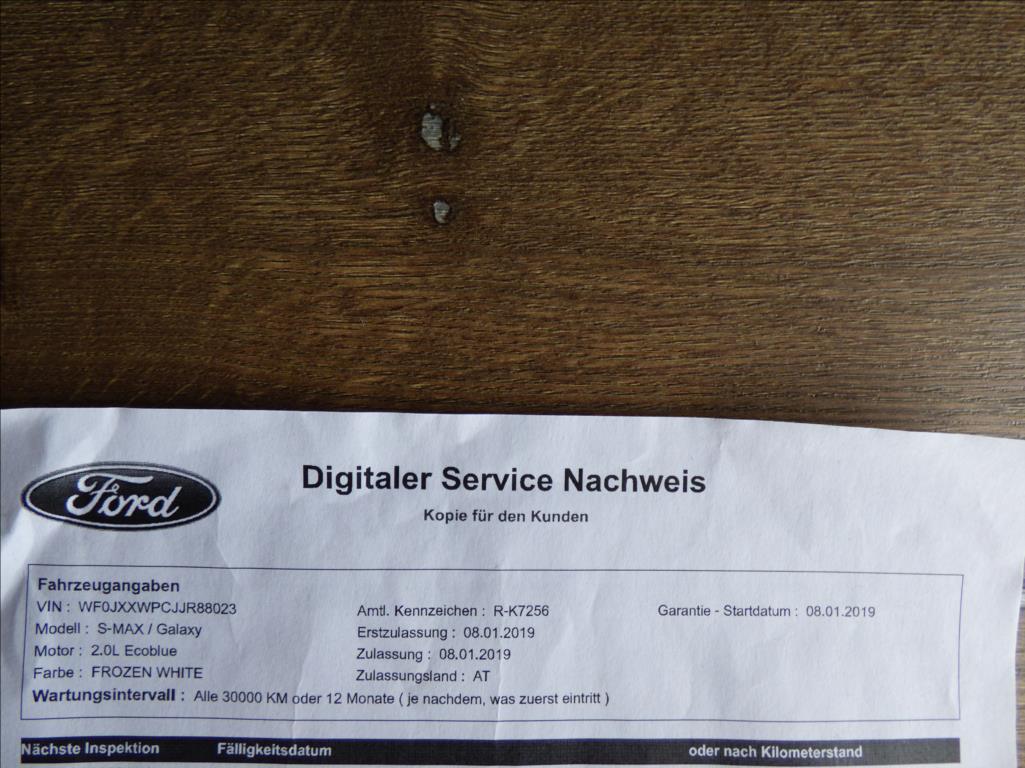 Ford
Digitaler Service Nachweis
Kopie für den Kunden
Fahrzeugangaben
VIN : WF0JXXWPCJJR88023
Amtl. Kennzeichen : R-K7256
Garantie - Startdatum : 08.01.2019
Modell : S-MAX / Galaxy
Erstzulassung : 08.01.2019
Motor : 2.0L Ecoblue
Zulassung : 08.01.2019
Farbe : FROZEN WHITE
Zulassungsland : AT
Wartungsintervall : Alle 30000 KM oder 12 Monate ( je nachdem, was zuerst eintritt )
Nächste Inspektion Fälligkeitsdatum oder nach Kilometerstand